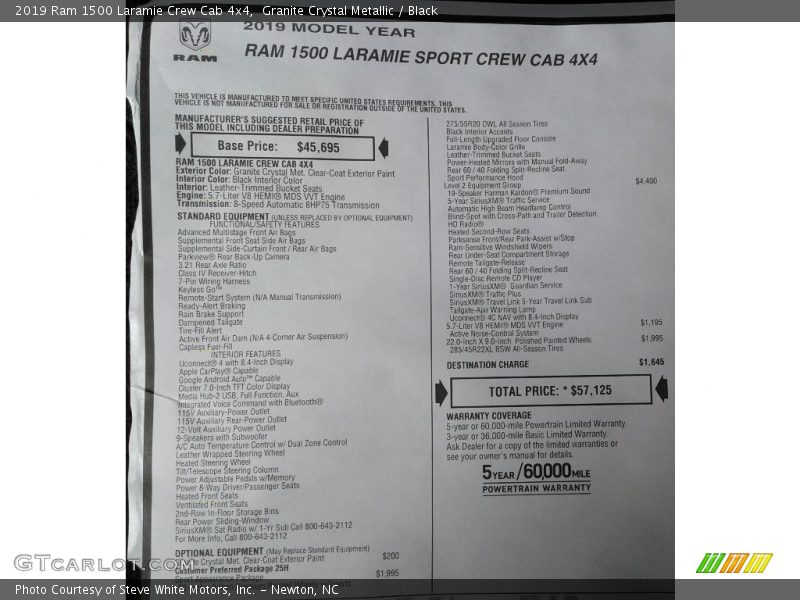 2019 Ram 1500 Laramie Crew Cab 4x4, Granite Crystal Metallic / Black
RAM
2019 MODEL YEAR
RAM 1500 LARAMIE SPORT CREW CAB 4X4
THIS VEHICLE IS MANUFACTURED TO MEET SPECIFIC UNITED STATES REQUIREMENTS. THIS
VEHICLE IS NOT MANUFACTURED FOR SALE OR REGISTRATION OUTSIDE OF THE UNITED STATES.
MANUFACTURER'S SUGGESTED RETAIL PRICE OF
THIS MODEL INCLUDING DEALER PREPARATION
Base Price: $45,695
RAM 1500 LARAMIE CREW CAB 4X4
Exterior Color: Granite Crystal Met. Clear-Coat Exterior Paint
Interior Color: Black Interior Color
Interior: Leather-Trimmed Bucket Seats
Engine: 5.7-Liter V8 HEMI® MDS VVT Engine
Transmission: 8-Speed Automatic 8HP75 Transmission
STANDARD EQUIPMENT (UNLESS REPLACED BY OPTIONAL EQUIPMENT)
FUNCTIONAL/SAFETY FEATURES
Advanced Multistage Front Air Bags
Supplemental Front Seat Side Air Bags
Supplemental Side-Curtain Front / Rear Air Bags
Parkview® Rear Back-Up Camera
3.21 Rear Axle Ratio
Class IV Receiver-Hitch
7-Pin Wiring Harness
Keyless Go™
Remote-Start System (N/A Manual Transmission)
Ready-Alert Braking
Rain Brake Support
Dampened Tailgate
Tire-Fill Alert
Active Front Air Dam (N/A 4-Corner Air Suspension)
Capless Fuel-Fill
INTERIOR FEATURES
Uconnect® 4 with 8.4-Inch Display
Apple CarPlay® Capable
Google Android Auto™ Capable
Cluster 7.0-Inch TFT Color Display
Media Hub-2 USB, Full Function, Aux
Integrated Voice Command with Bluetooth®
115V Auxiliary-Power Outlet
115V Auxiliary Rear-Power Outlet
12-Volt Auxiliary Power Outlet
9-Speakers with Subwoofer
A/C Auto Temperature Control w/ Dual Zone Control
Leather Wrapped Steering Wheel
Heated Steering Wheel
Tilt/Telescope Steering Column
Power Adjustable Pedals w/Memory
Power 8-Way Driver/Passenger Seats
Heated Front Seats
Ventilated Front Seats
2nd-Row In-Floor Storage Bins
Rear Power Sliding-Window
SiriusXM® Sat Radio w/ 1-Yr Sub Call 800-643-2112
For More Info, Call 800-643-2112
OPTIONAL EQUIPMENT (May Replace Standard Equipment)
Crystal Met. Clear-Coat Exterior Paint $200
Customer Preferred Package 25H
Sport Appearance Package $1,995
275/55R20 OWL All Season Tires
Black Interior Accents
Full-Length Upgraded Floor Console
Laramie Body-Color Grille
Leather-Trimmed Bucket Seats
Power-Heated Mirrors with Manual Fold-Away
Rear 60 / 40 Folding Split-Recline Seat
Sport Performance Hood
Level 2 Equipment Group $4,400
19-Speaker Harman Kardon® Premium Sound
5-Year SiriusXM® Traffic Service
Automatic High Beam Headlamp Control
Blind-Spot with Cross-Path and Trailer Detection
HD Radio®
Heated Second-Row Seats
Parksense Front/Rear Park-Assist w/Stop
Rain-Sensitive Windshield Wipers
Rear Under-Seat Compartment Storage
Remote Tailgate-Release
Rear 60 / 40 Folding Split-Recline Seat
Single-Disc Remote CD Player
1-Year SiriusXM® Guardian Service
SiriusXM® Traffic Plus
SiriusXM® Travel Link 5-Year Travel Link Sub
Tailgate-Ajar Warning Lamp
Uconnect® 4C NAV with 8.4-Inch Display
5.7-Liter V8 HEMI® MDS VVT Engine $1,195
Active Noise-Control System
22.0-Inch X 9.0-Inch Polished Painted Wheels $1,995
285/45R22XL BSW All-Season Tires
DESTINATION CHARGE $1,645
TOTAL PRICE: * $57,125
WARRANTY COVERAGE
5-year or 60,000-mile Powertrain Limited Warranty.
3-year or 36,000-mile Basic Limited Warranty.
Ask Dealer for a copy of the limited warranties or
see your owner's manual for details.
5YEAR/60,000MILE
POWERTRAIN WARRANTY
GTCarlot.com
Photo Courtesy of Steve White Motors, Inc. - Newton, NC